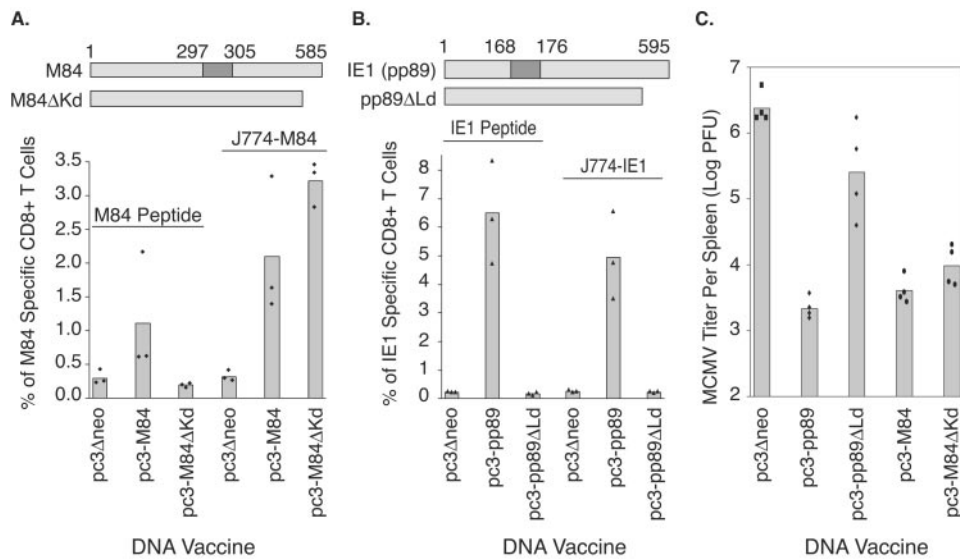 A.
1 297 305 585
M84
M84ΔKd
J774-M84
M84 Peptide
% of M84 Specific CD8+ T Cells
3.5
3.0
2.5
2.0
1.5
1.0
0.5
0.0
pc3Δneo
pc3-M84
pc3-M84ΔKd
pc3Δneo
pc3-M84
pc3-M84ΔKd
DNA Vaccine
B.
1 168 176 595
IE1 (pp89)
pp89ΔLd
IE1 Peptide
J774-IE1
% of IE1 Specific CD8+ T Cells
8
7
6
5
4
3
2
1
0
pc3Δneo
pc3-pp89
pc3-pp89ΔLd
pc3Δneo
pc3-pp89
pc3-pp89ΔLd
DNA Vaccine
C.
MCMV Titer Per Spleen (Log PFU)
7
6
5
4
3
2
pc3Δneo
pc3-pp89
pc3-pp89ΔLd
pc3-M84
pc3-M84ΔKd
DNA Vaccine